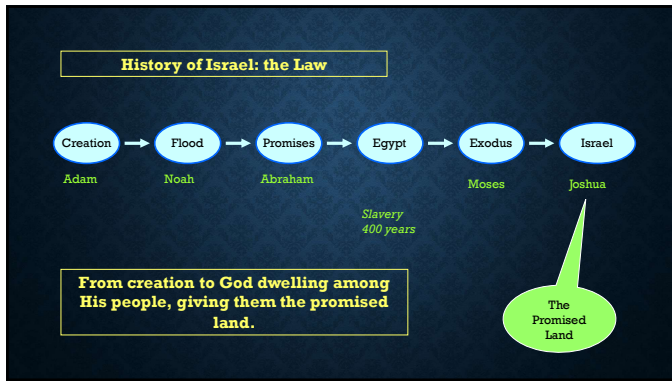 History of Israel: the Law
Creation
Flood
Promises
Egypt
Exodus
Israel
Adam
Noah
Abraham
Moses
Joshua
Slavery
400 years
From creation to God dwelling among
His people, giving them the promised
land.
The
Promised
Land